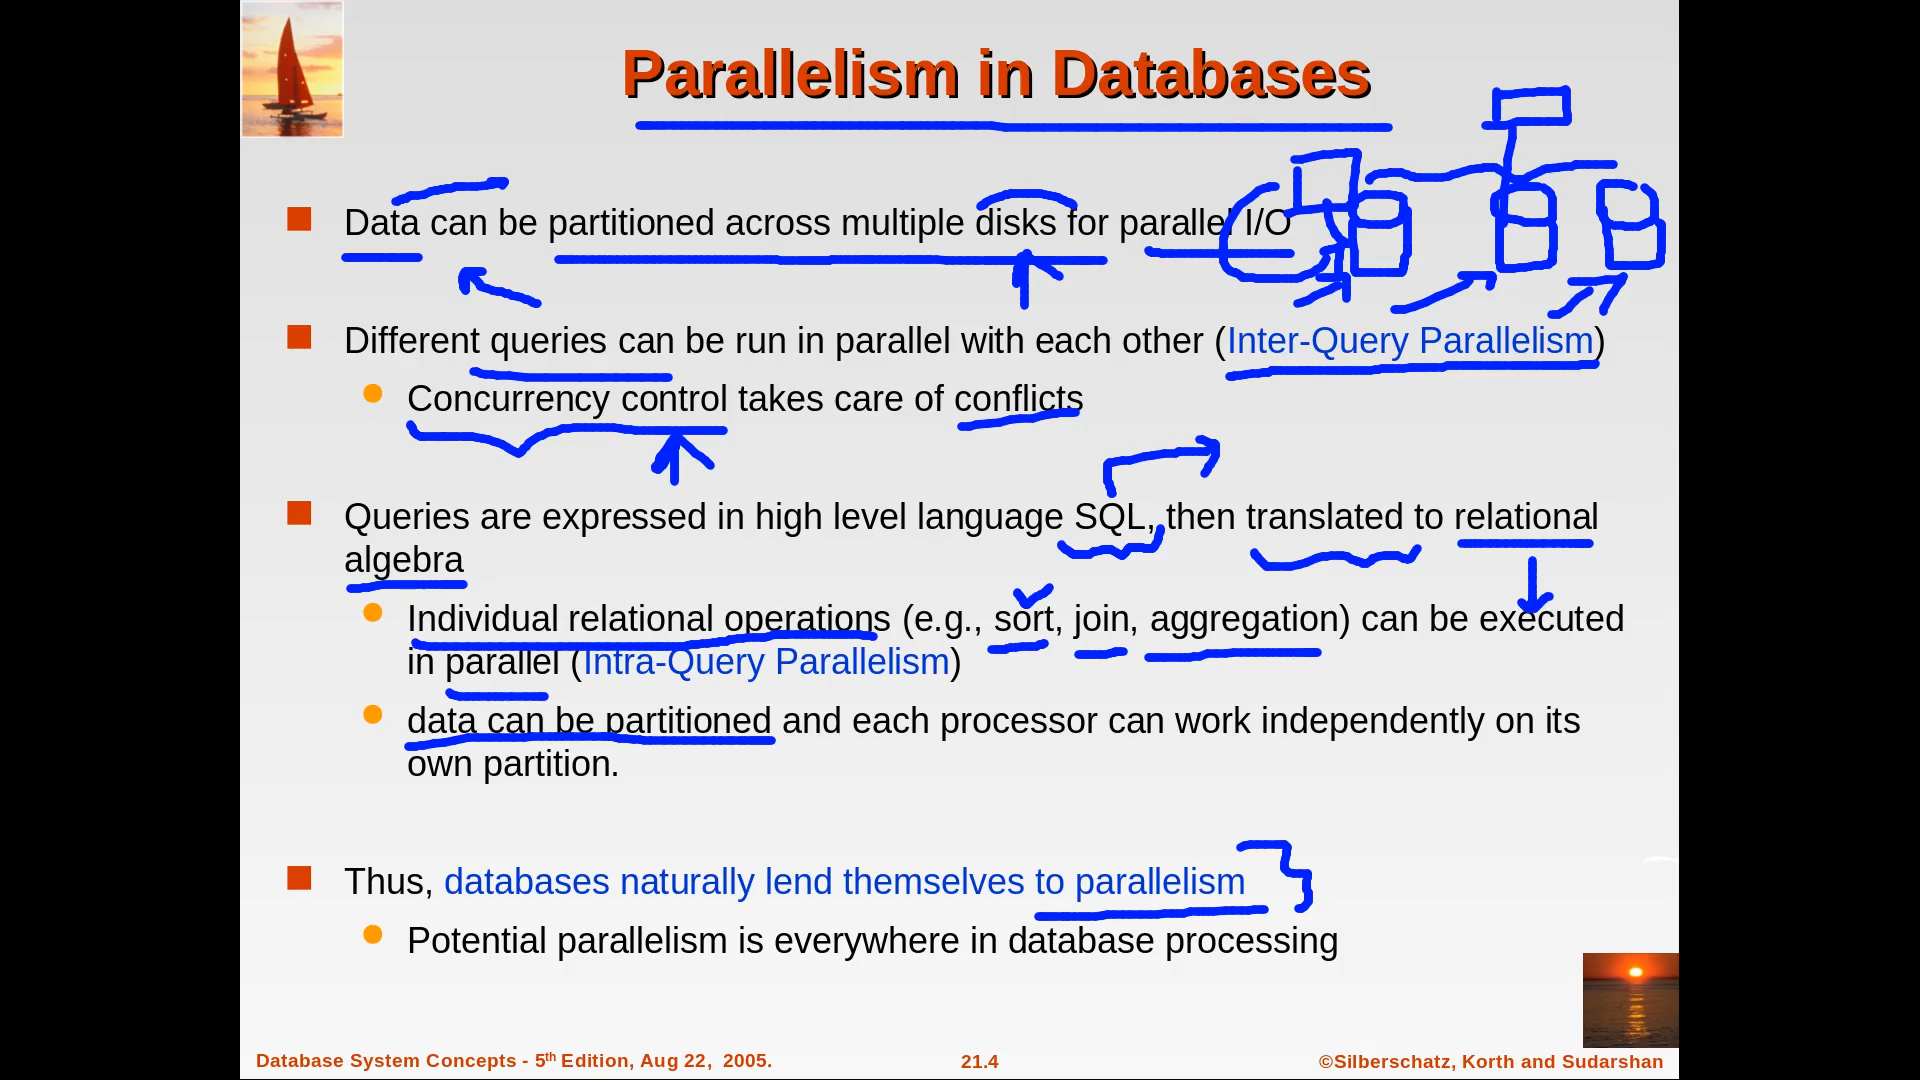 Parallelism in Databases
Data can be partitioned across multiple disks for parallel I/O
Different queries can be run in parallel with each other (Inter-Query Parallelism)
Concurrency control takes care of conflicts
Queries are expressed in high level language SQL, then translated to relational
algebra
Individual relational operations (e.g., sort, join, aggregation) can be executed
in parallel (Intra-Query Parallelism)
data can be partitioned and each processor can work independently on its
own partition.
Thus, databases naturally lend themselves to parallelism
Potential parallelism is everywhere in database processing
Database System Concepts - 5th Edition, Aug 22, 2005.
21.4
©Silberschatz, Korth and Sudarshan